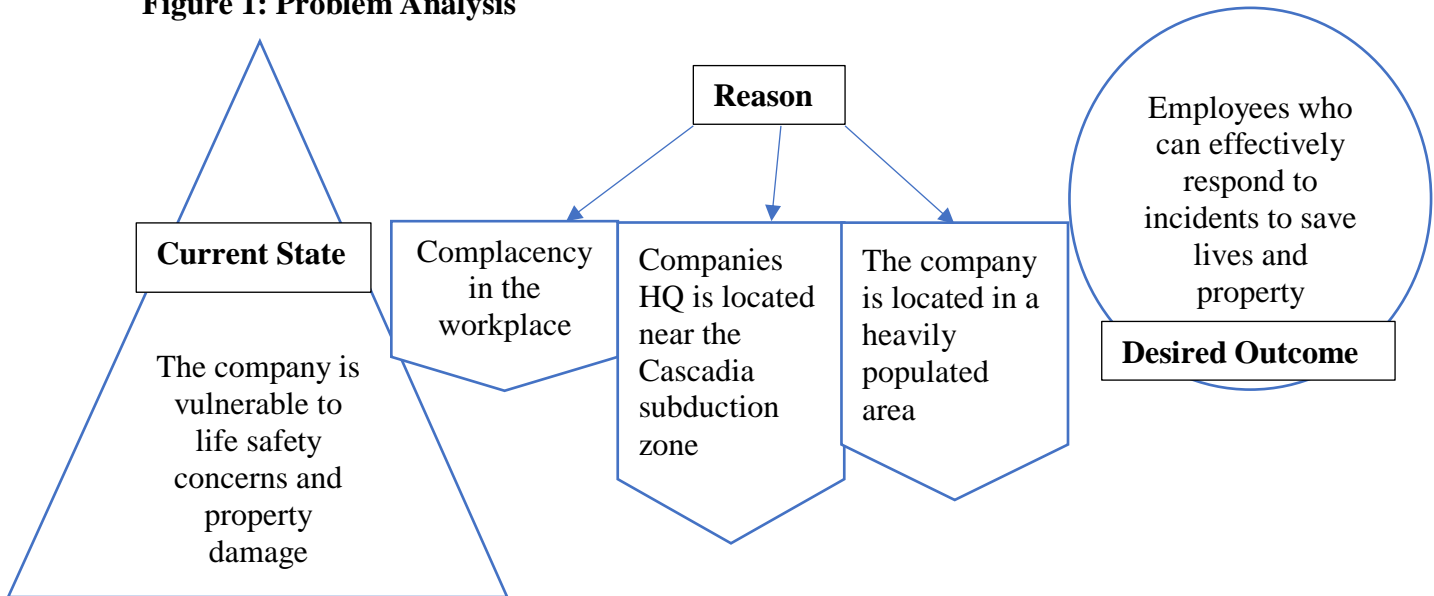 Figure 1: Problem Analysis
Current State
The company is
vulnerable to
life safety
concerns and
property
damage
Reason
Complacency
in the
workplace
Companies
HQ is located
near the
Cascadia
subduction
zone
The company
is located in a
heavily
populated
area
Employees who
can effectively
respond to
incidents to save
lives and
property
Desired Outcome